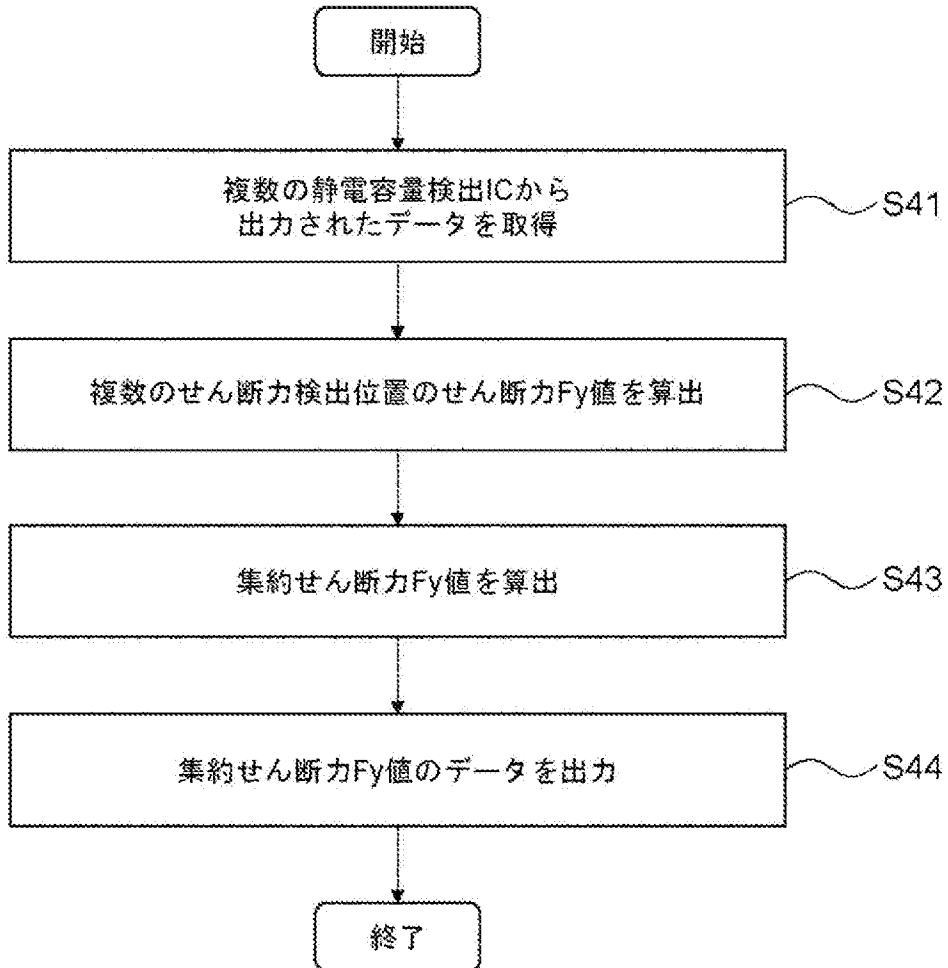 開始
複数の静電容量検出ICから
出力されたデータを取得
S41
複数のせん断力検出位置のせん断力Fy値を算出
S42
集約せん断力Fy値を算出
S43
集約せん断力Fy値のデータを出力
S44
終了